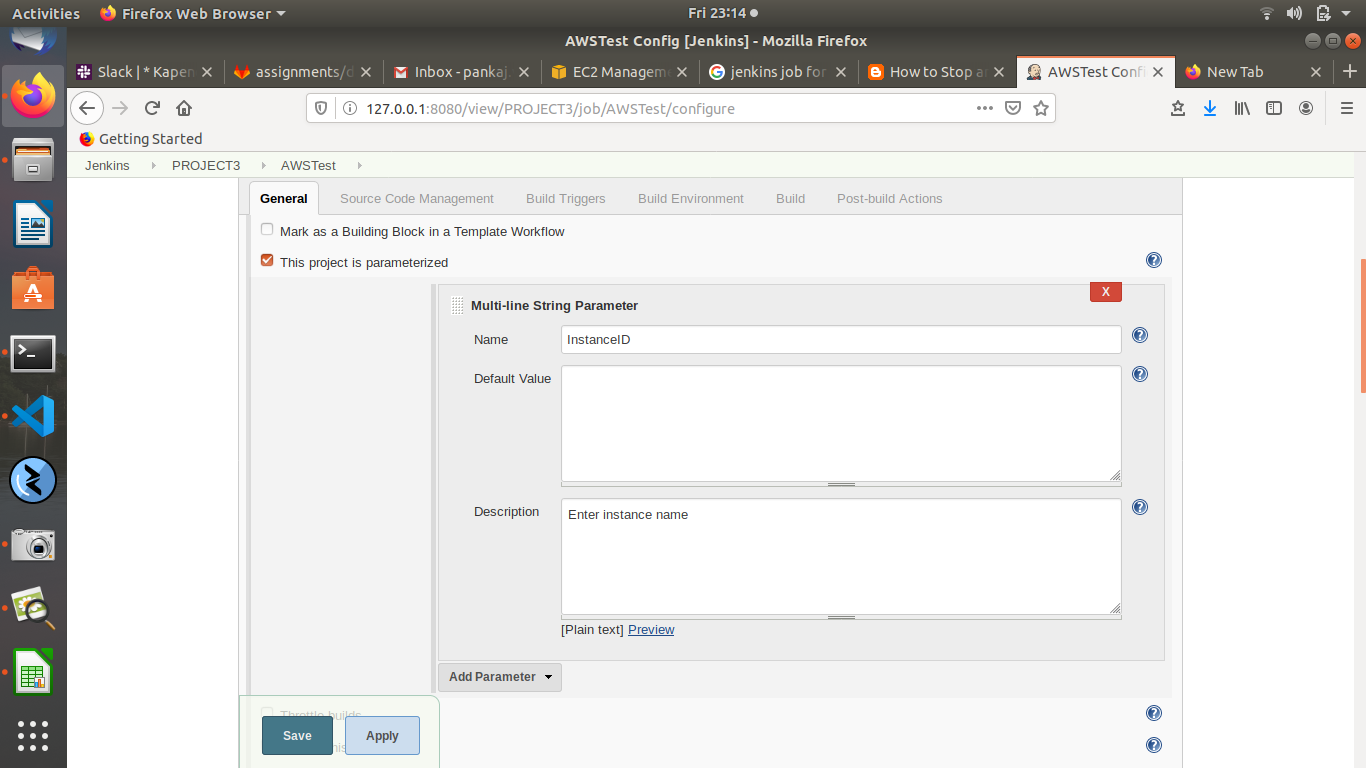 Activities Firefox Web Browser Fri 23:14
AWSTest Config [Jenkins] - Mozilla Firefox
Slack | * Kapen assignments/d Inbox - pankaj. EC2 Managem jenkins job for How to Stop a AWSTest Confi New Tab
127.0.0.1:8080/view/PROJECT3/job/AWSTest/configure
Getting Started
Jenkins PROJECT3 AWSTest
General Source Code Management Build Triggers Build Environment Build Post-build Actions
Mark as a Building Block in a Template Workflow
This project is parameterized
X
Multi-line String Parameter
Name InstanceID
Default Value
Description Enter instance name
[Plain text] Preview
Add Parameter
Throttle builds
Save Apply